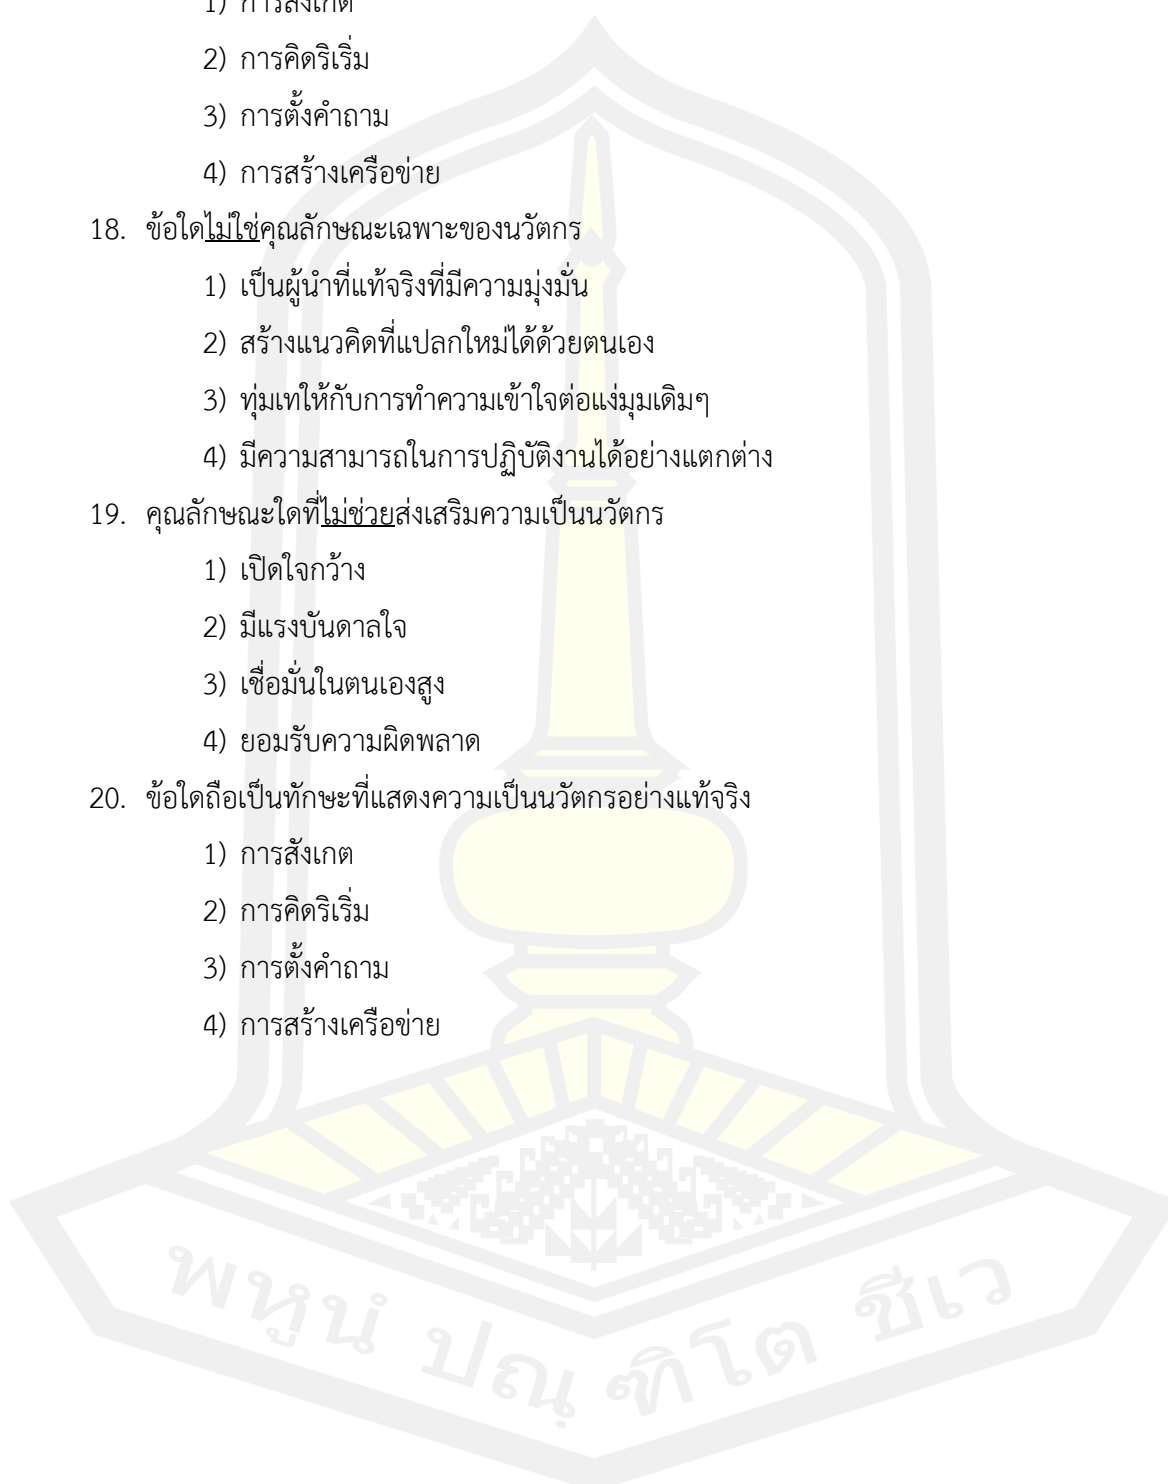 1) การสังเกต
2) การคิดริเริ่ม
3) การตั้งคำถาม
4) การสร้างเครือข่าย
18. ข้อใดไม่ใช่คุณลักษณะเฉพาะของนวัตกร
1) เป็นผู้นำที่แท้จริงที่มีความมุ่งมั่น
2) สร้างแนวคิดที่แปลกใหม่ได้ด้วยตนเอง
3) ทุ่มเทให้กับการทำความเข้าใจต่อแง่มุมเดิมๆ
4) มีความสามารถในการปฏิบัติงานได้อย่างแตกต่าง
19. คุณลักษณะใดที่ไม่ช่วยส่งเสริมความเป็นนวัตกร
1) เปิดใจกว้าง
2) มีแรงบันดาลใจ
3) เชื่อมั่นในตนเองสูง
4) ยอมรับความผิดพลาด
20. ข้อใดถือเป็นทักษะที่แสดงความเป็นนวัตกรอย่างแท้จริง
1) การสังเกต
2) การคิดริเริ่ม
3) การตั้งคำถาม
4) การสร้างเครือข่าย
พหูนํ ปณฺฑิโต ชีเว